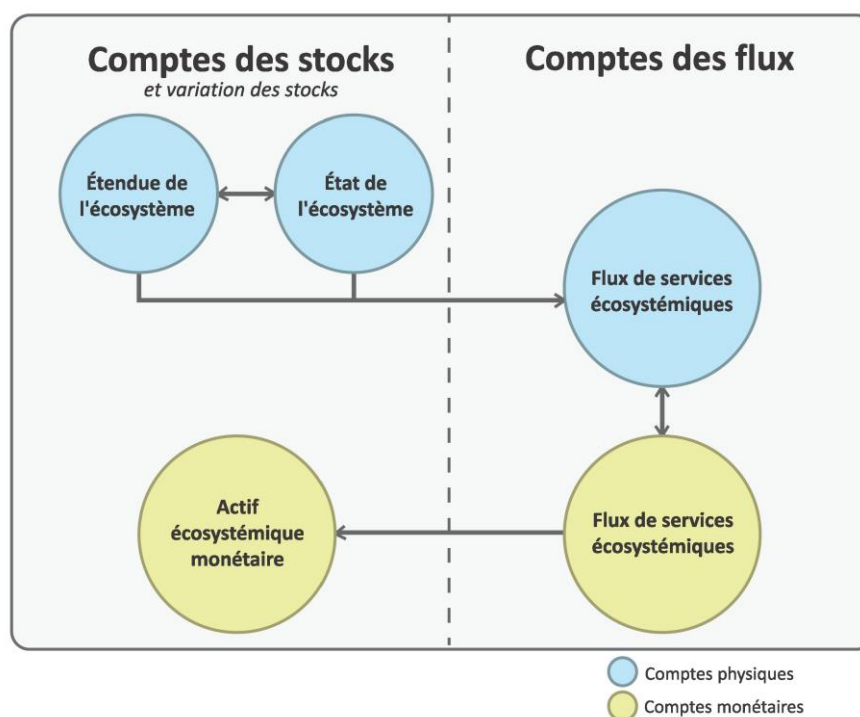 Comptes des stocks
et variation des stocks
Comptes des flux
Étendue de
l'écosystème
État de
l'écosystème
Flux de services
écosystémiques
Actif
écosystémique
monétaire
Flux de services
écosystémiques
Comptes physiques
Comptes monétaires